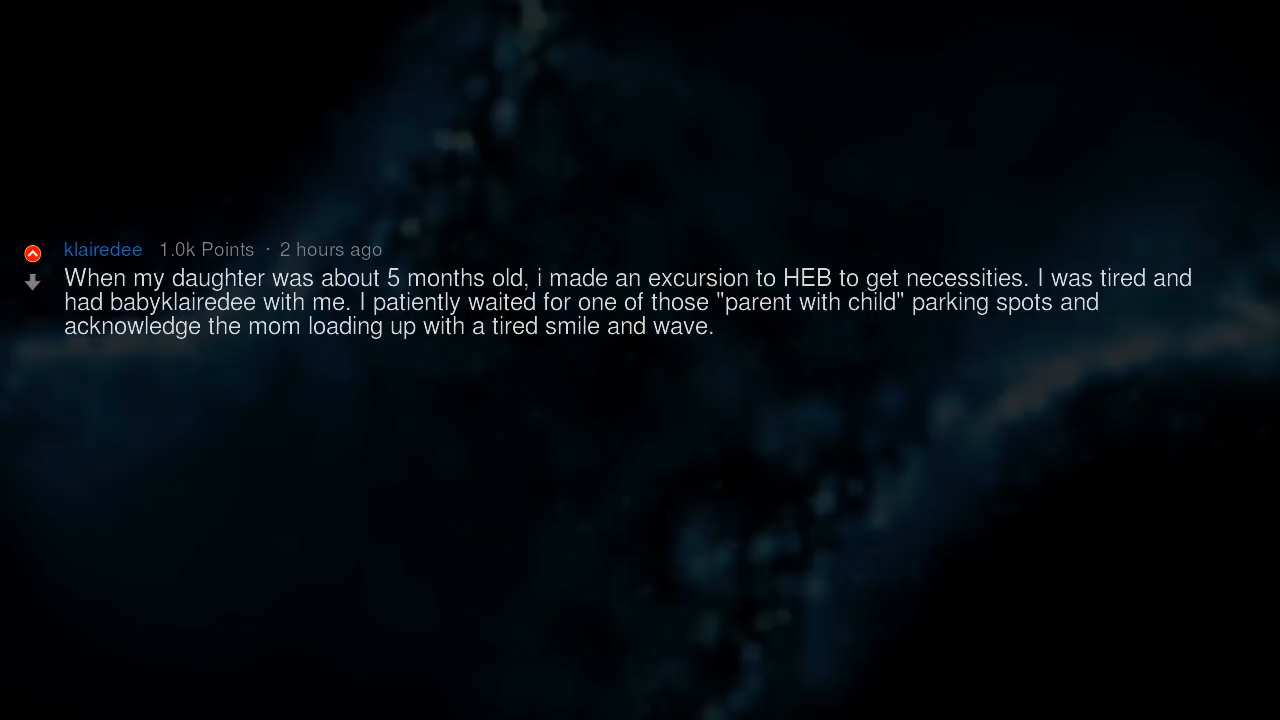 klairedee 1.0k Points · 2 hours ago
When my daughter was about 5 months old, i made an excursion to HEB to get necessities. I was tired and
had babyklairedee with me. I patiently waited for one of those "parent with child" parking spots and
acknowledge the mom loading up with a tired smile and wave.